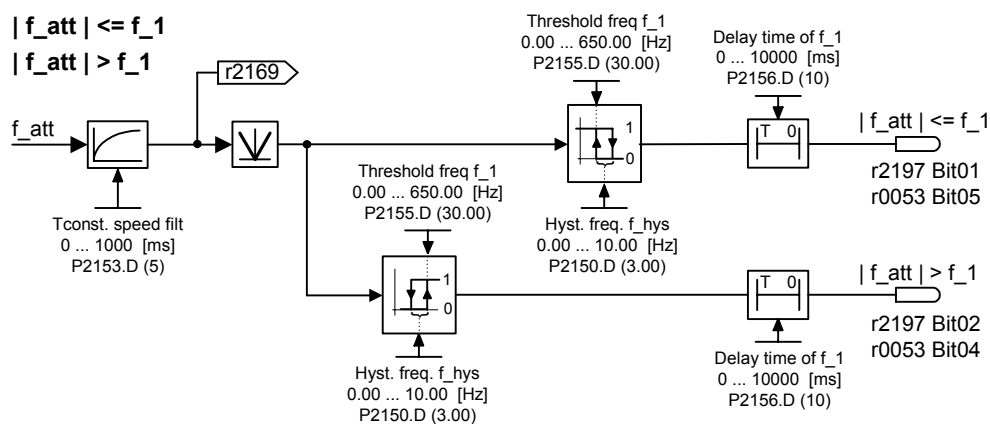 | f_att | <= f_1
| f_att | > f_1
r2169
f_att
Tconst. speed filt
0 ... 1000 [ms]
P2153.D (5)
Threshold freq f_1
0.00 ... 650.00 [Hz]
P2155.D (30.00)
1
0
Hyst. freq. f_hys
0.00 ... 10.00 [Hz]
P2150.D (3.00)
Delay time of f_1
0 ... 10000 [ms]
P2156.D (10)
T 0
| f_att | <= f_1
r2197 Bit01
r0053 Bit05
Threshold freq f_1
0.00 ... 650.00 [Hz]
P2155.D (30.00)
1
0
Hyst. freq. f_hys
0.00 ... 10.00 [Hz]
P2150.D (3.00)
T 0
Delay time of f_1
0 ... 10000 [ms]
P2156.D (10)
| f_att | > f_1
r2197 Bit02
r0053 Bit04